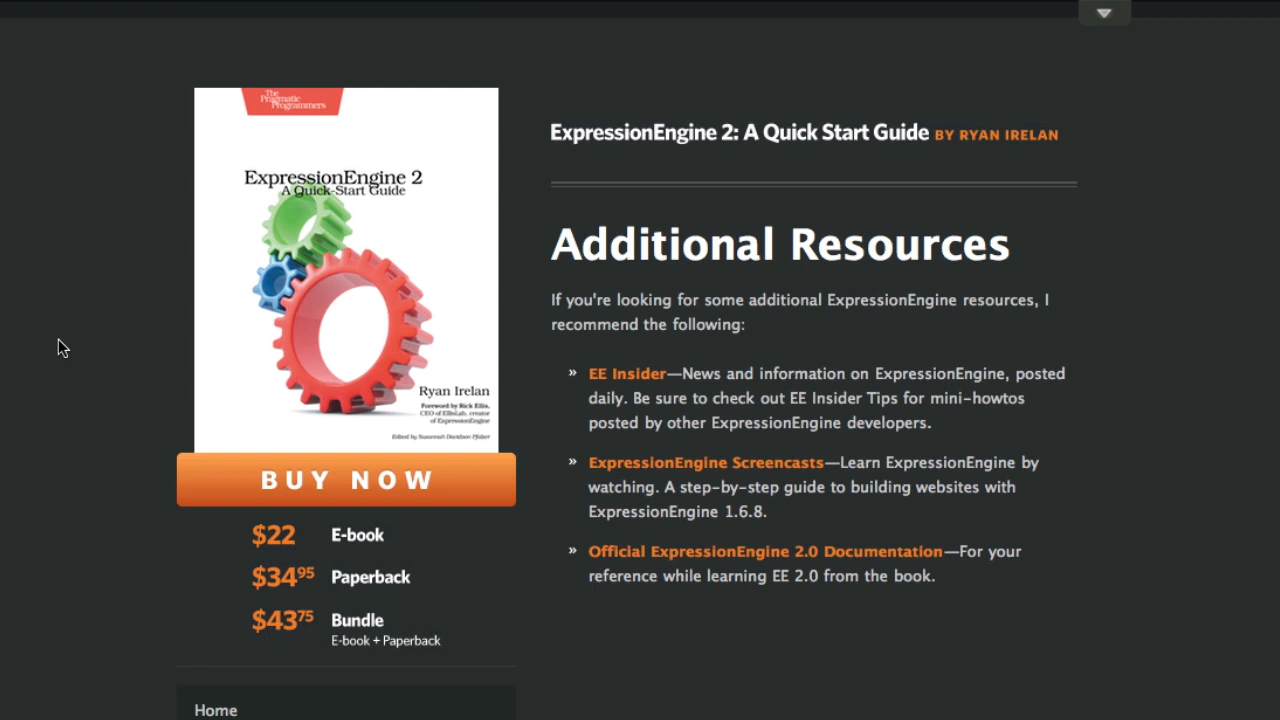 The
Pragmatic
Programmers
ExpressionEngine 2
A Quick-Start Guide
Ryan Irelan
Foreword by Rick Ellis,
CEO of EllisLab, creator
of ExpressionEngine
Edited by Susannah Davidson Pfalzer
BUY NOW
$22 E-book
$34⁹⁵ Paperback
$43⁷⁵ Bundle
E-book + Paperback
Home
ExpressionEngine 2: A Quick Start Guide BY RYAN IRELAN
Additional Resources
If you're looking for some additional ExpressionEngine resources, I
recommend the following:
» EE Insider—News and information on ExpressionEngine, posted
daily. Be sure to check out EE Insider Tips for mini-howtos
posted by other ExpressionEngine developers.
» ExpressionEngine Screencasts—Learn ExpressionEngine by
watching. A step-by-step guide to building websites with
ExpressionEngine 1.6.8.
» Official ExpressionEngine 2.0 Documentation—For your
reference while learning EE 2.0 from the book.